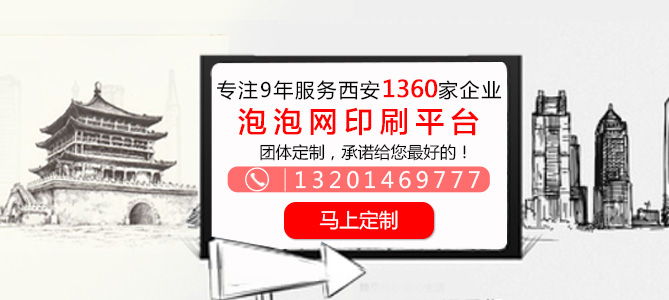 专注9年服务西安1360家企业
泡泡网印刷平台
团体定制，承诺给您最好的！
13201469777
马上定制